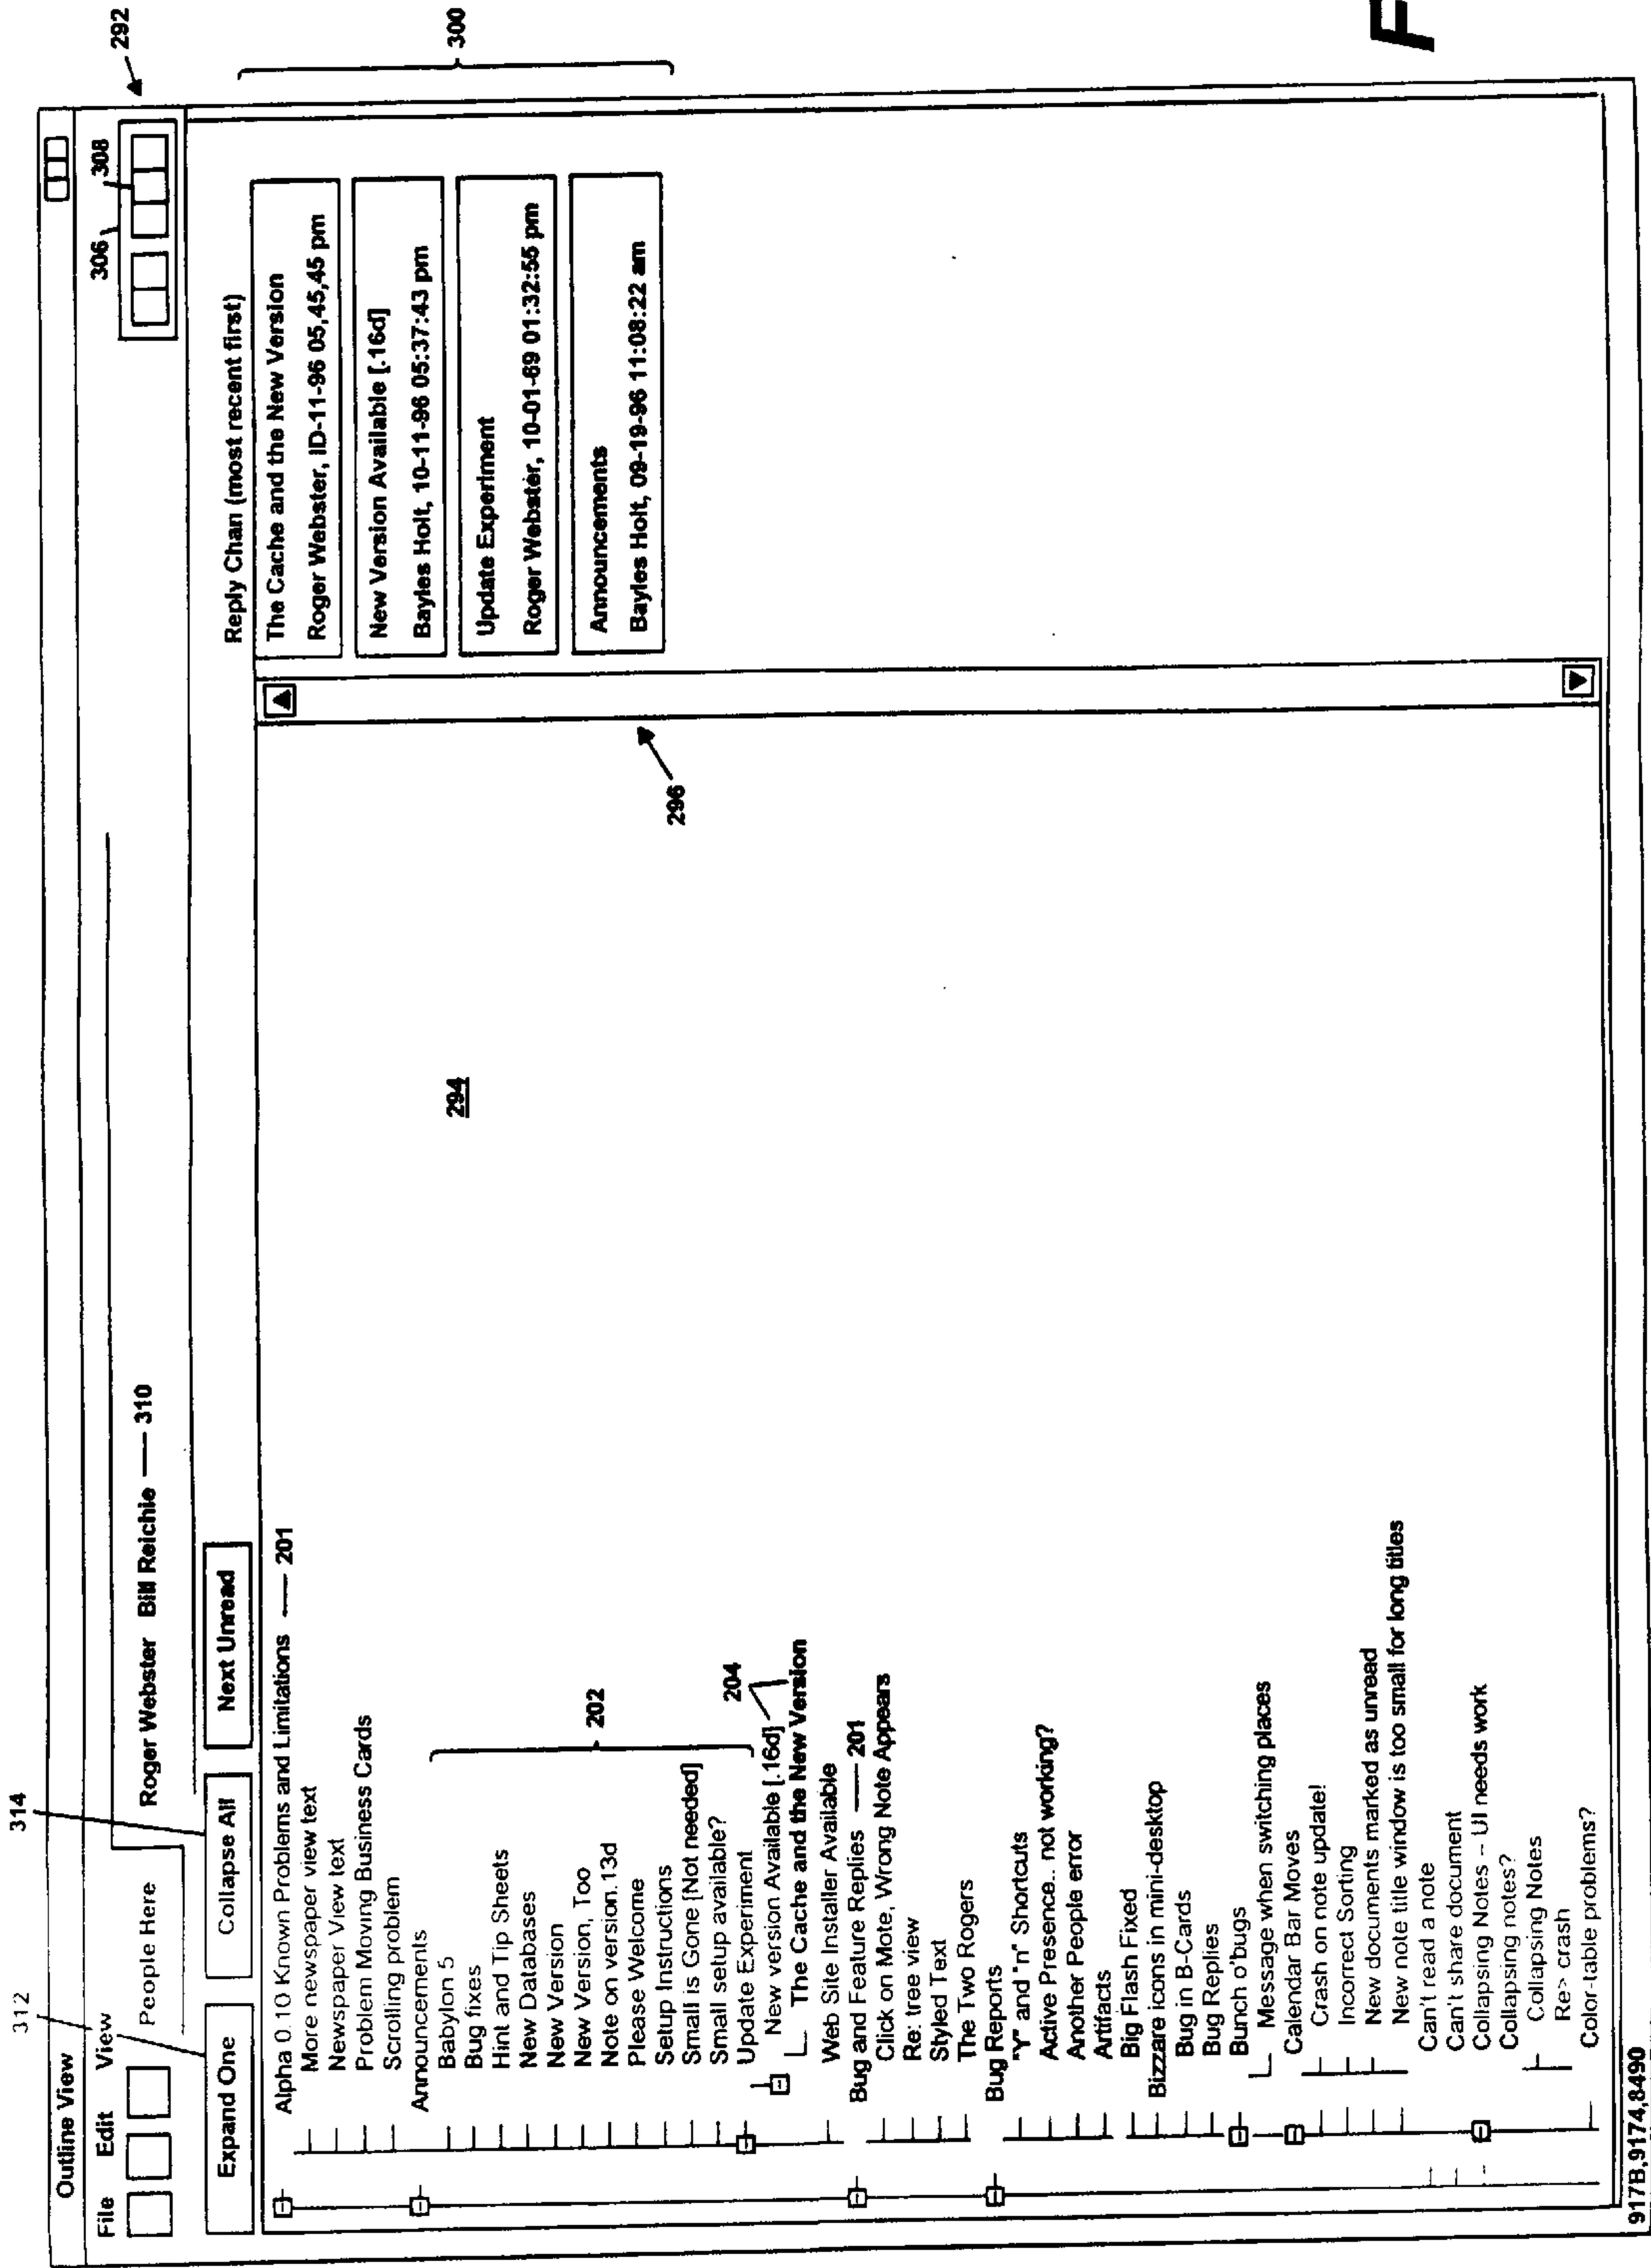 312
314
Outline View
306
308
292
File Edit View
People Here
Roger Webster Bill Reichie
310
Expand One
Collapse All
Next Unread
Reply Chan (most recent first)
300
Alpha 0.10 Known Problems and Limitations
201
More newspaper view text
Newspaper View text
Problem Moving Business Cards
Scrolling problem
Announcements
Babylon 5
Bug fixes
Hint and Tip Sheets
New Databases
New Version
New Version, Too
Note on version.13d
Please Welcome
Setup Instructions
Small is Gone [Not needed]
Small setup available?
Update Experiment
202
New version Available [.16d]
204
The Cache and the New Version
Web Site Installer Available
Bug and Feature Replies
201
Click on Mote, Wrong Note Appears
Re: tree view
Styled Text
The Two Rogers
Bug Reports
"Y" and "n" Shortcuts
Active Presence.. not working?
Another People error
Artifacts
Big Flash Fixed
Bizzare icons in mini-desktop
Bug in B-Cards
Bug Replies
Bunch o'bugs
Message when switching places
Calendar Bar Moves
Crash on note update!
Incorrect Sorting
New documents marked as unread
New note title window is too small for long titles
Can't read a note
Can't share document
Collapsing Notes -- UI needs work
Collapsing notes?
Collapsing Notes
Re> crash
Color-table problems?
294
296
The Cache and the New Version
Roger Webster, ID-11-96 05,45,45 pm
New Version Available [.16d]
Bayles Holt, 10-11-96 05:37:43 pm
Update Experiment
Roger Webster, 10-01-69 01:32:55 pm
Announcements
Bayles Holt, 09-19-96 11:08:22 am
917B,9174,8490
F